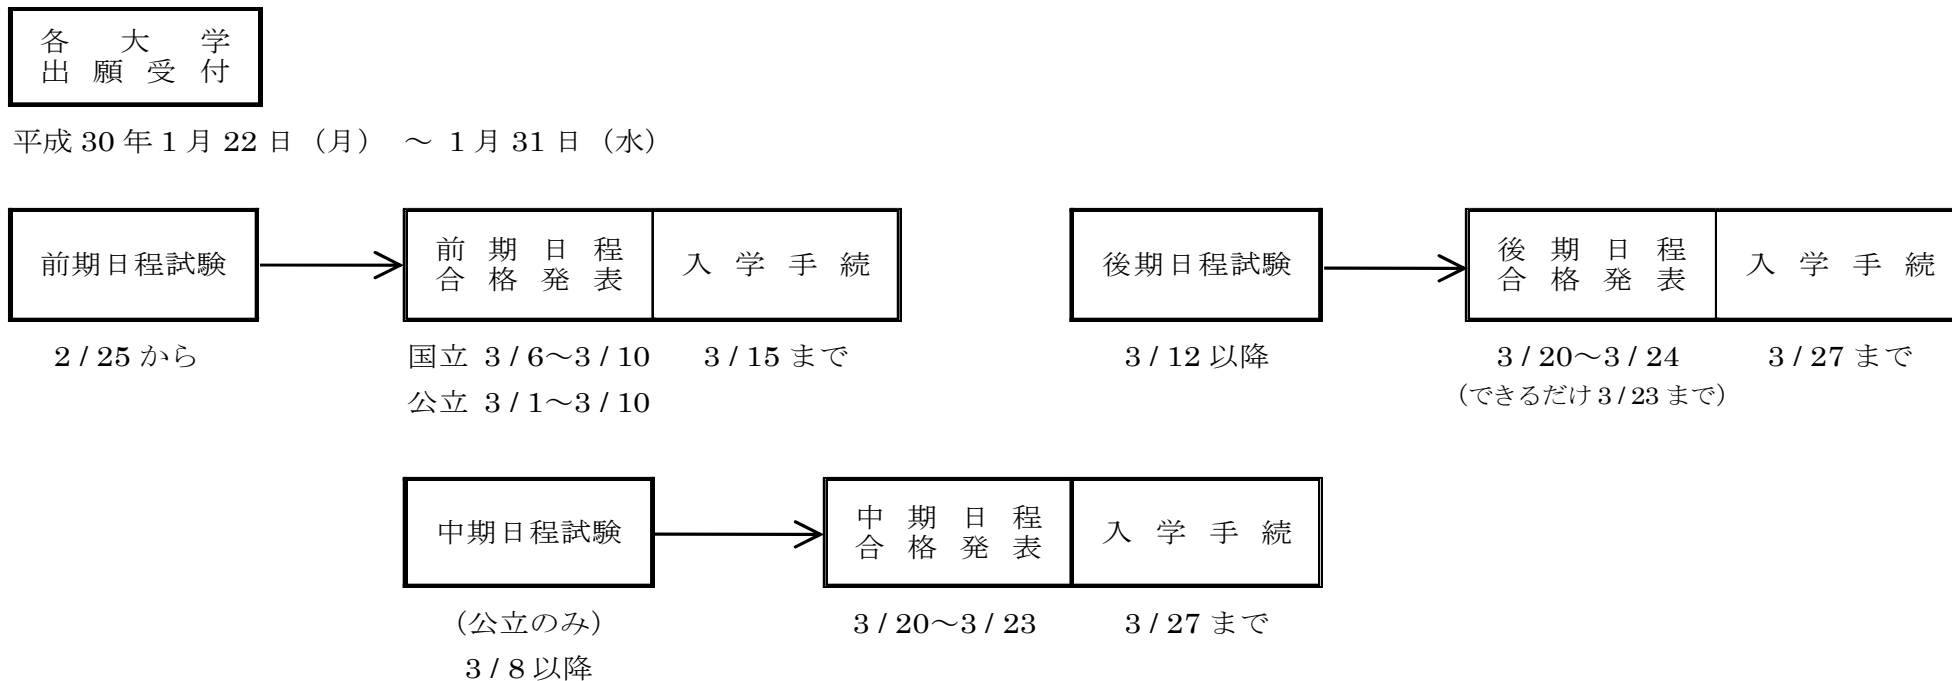 各大学
出願受付
平成 30 年 1 月 22 日（月） ～ 1 月 31 日（水）
前期日程試験
前期日程
合格発表
入学手続
後期日程試験
後期日程
合格発表
入学手続
2 / 25 から
国立 3 / 6～3 / 10
3 / 15 まで
3 / 12 以降
3 / 20～3 / 24
3 / 27 まで
公立 3 / 1～3 / 10
（できるだけ 3 / 23 まで）
中期日程試験
中期日程
合格発表
入学手続
（公立のみ）
3 / 20～3 / 23
3 / 27 まで
3 / 8 以降